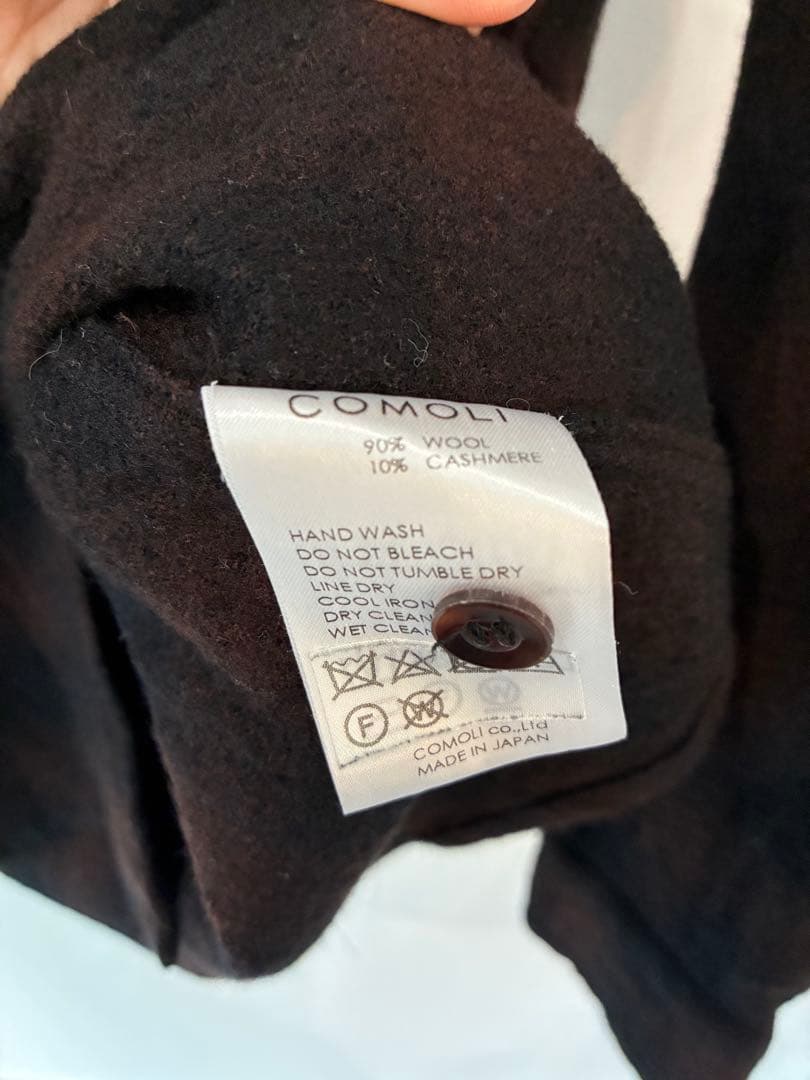 COMOLI
90% WOOL
10% CASHMERE
HAND WASH
DO NOT BLEACH
DO NOT TUMBLE DRY
LINE DRY
COOL IRON
DRY CLEAN
WET CLEAN
F W W
COMOLI co.,Ltd
MADE IN JAPAN